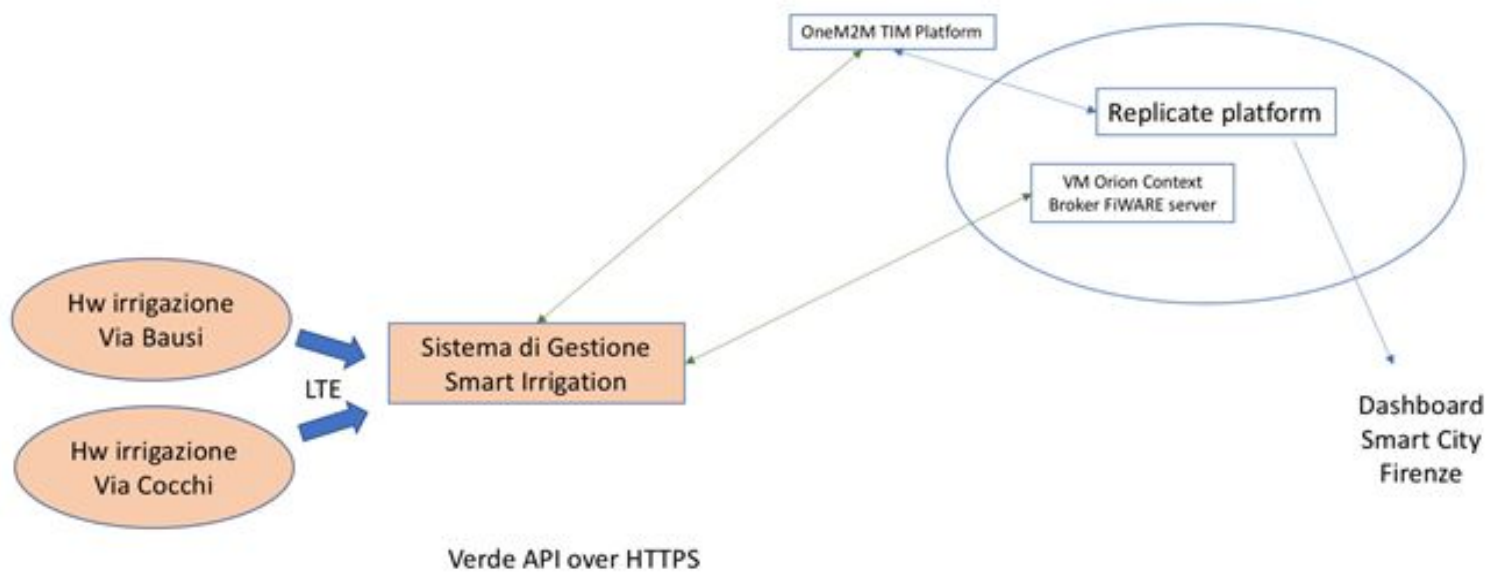 OneM2M TIM Platform
Replicate platform
VM Orion Context
Broker FiWARE server
Hw irrigazione
Via Bausi
Sistema di Gestione
Smart Irrigation
LTE
Hw irrigazione
Via Cocchi
Dashboard
Smart City
Firenze
Verde API over HTTPS